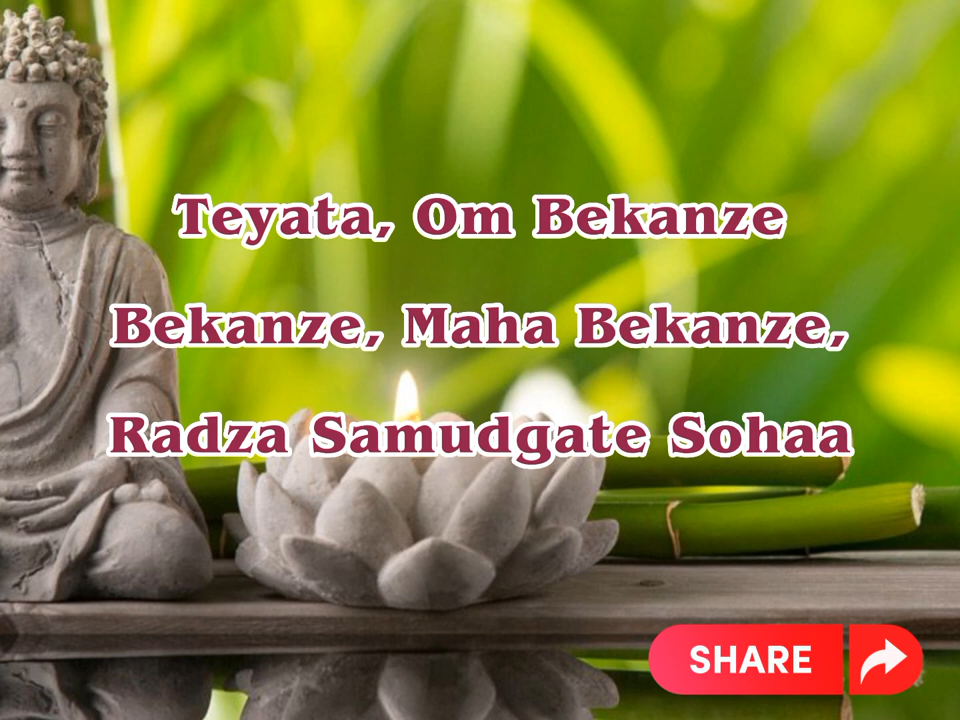 Teyata, Om Bekanze
Bekanze, Maha Bekanze,
Radza Samudgate Sohaa
SHARE